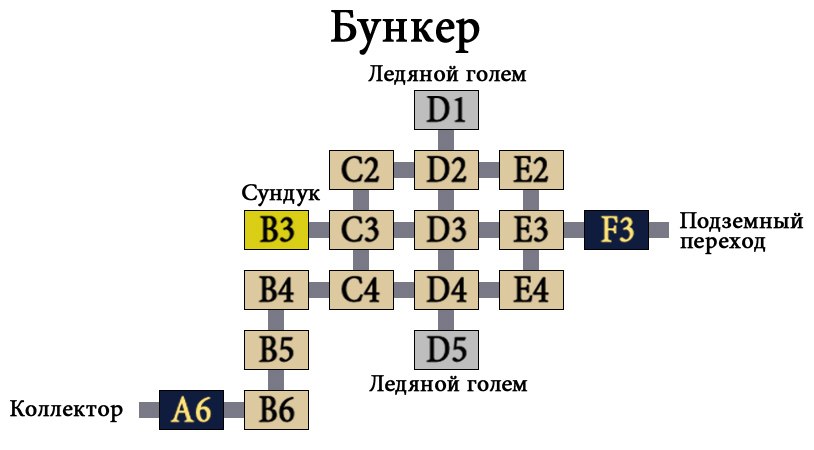 Бункер
Ледяной голем
D1
C2 D2 E2
Сундук
B3 C3 D3 E3 F3 Подземный
переход
B4 C4 D4 E4
B5 D5
Ледяной голем
Коллектор A6 B6